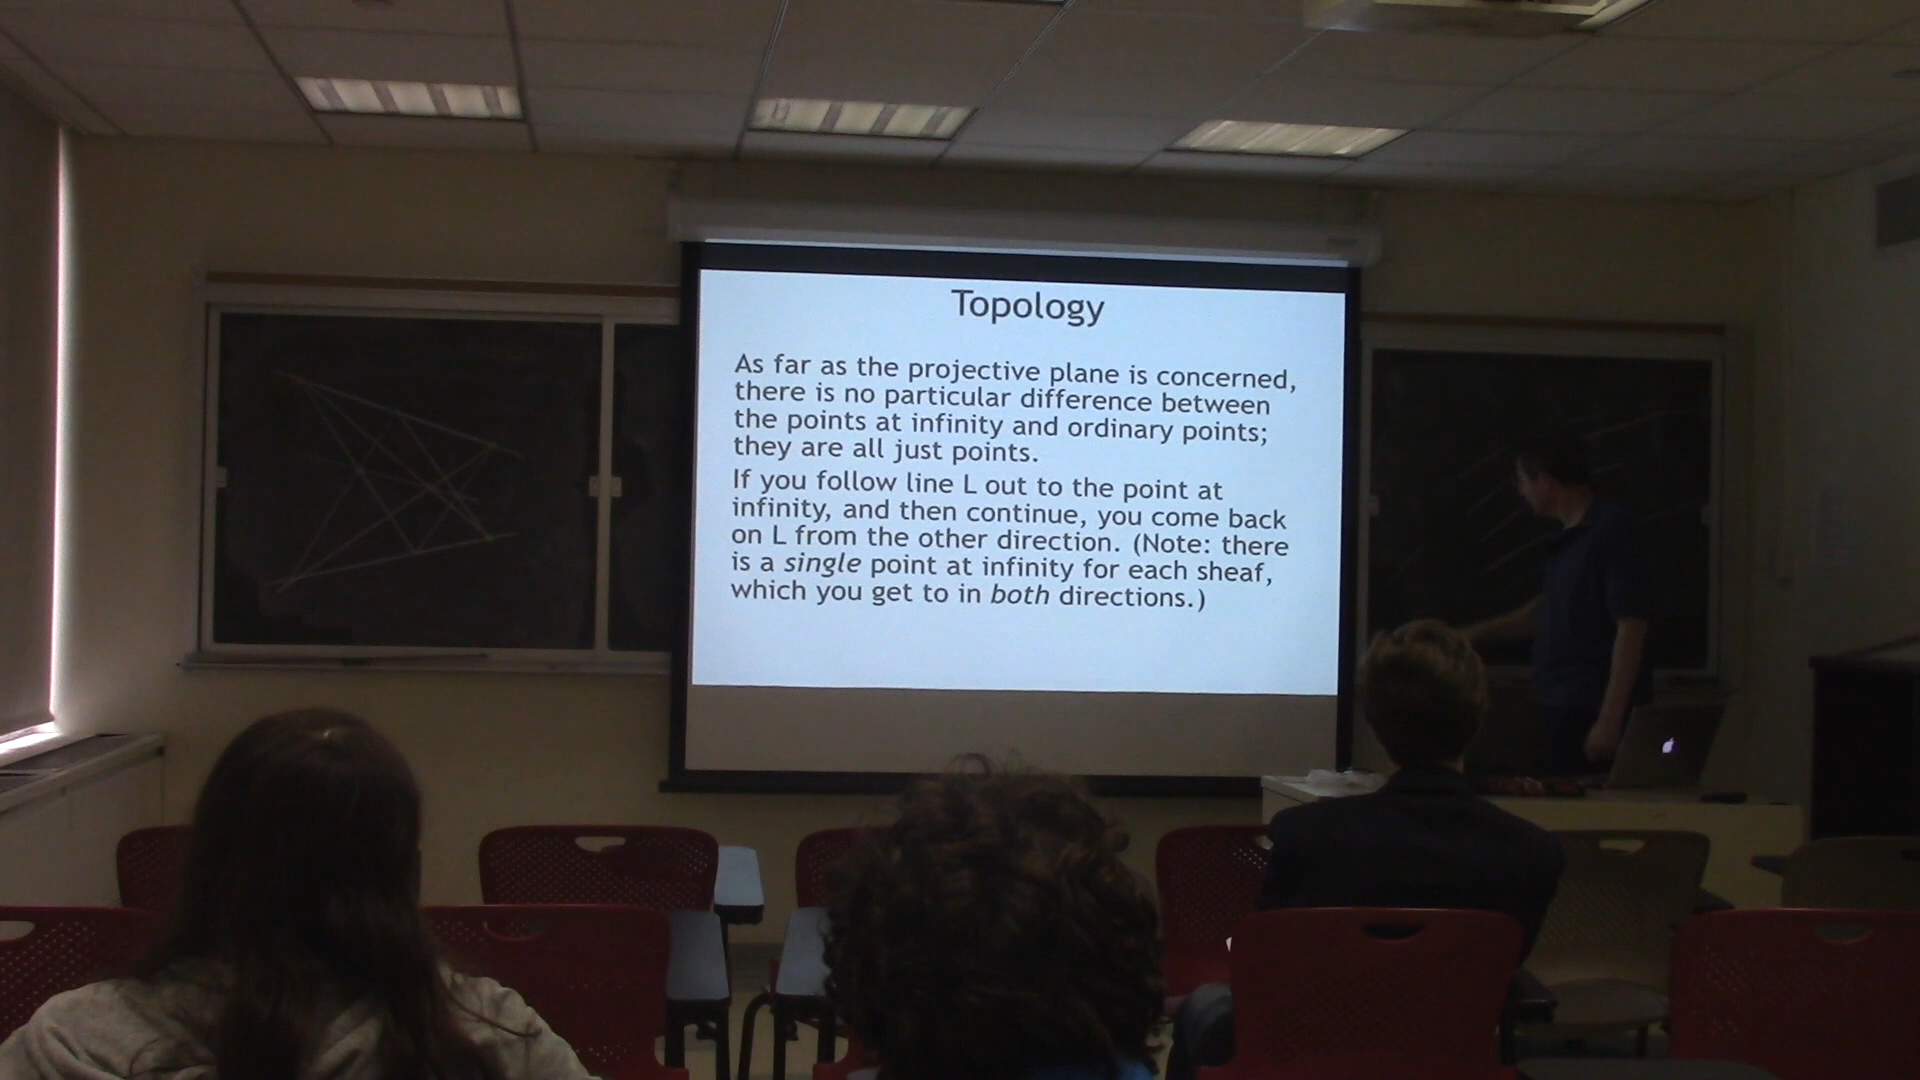 Topology
As far as the projective plane is concerned,
there is no particular difference between
the points at infinity and ordinary points;
they are all just points.
If you follow line L out to the point at
infinity, and then continue, you come back
on L from the other direction. (Note: there
is a single point at infinity for each sheaf,
which you get to in both directions.)